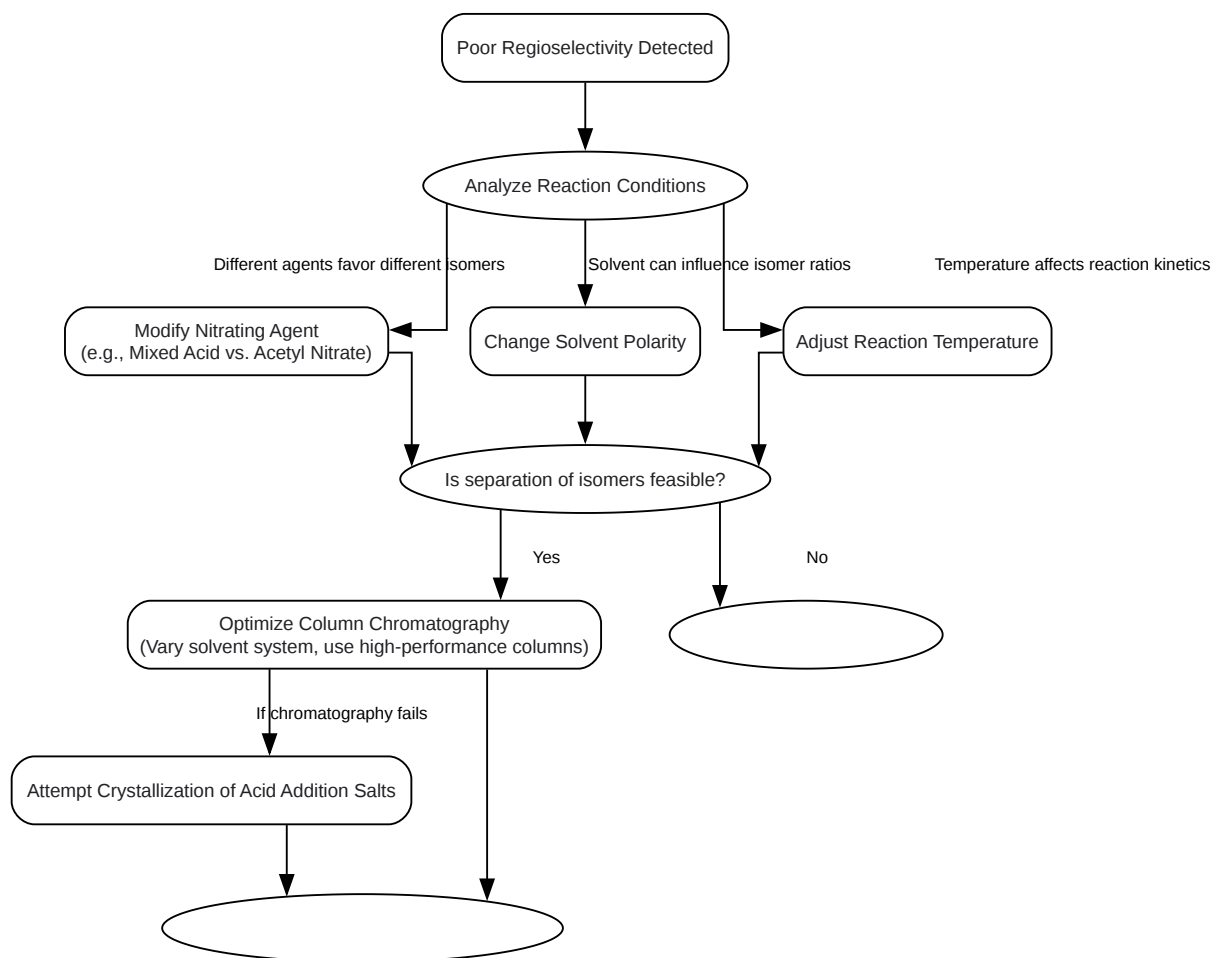 Poor Regioselectivity Detected
Analyze Reaction Conditions
Different agents favor different isomers
Solvent can influence isomer ratios
Temperature affects reaction kinetics
Modify Nitrating Agent
(e.g., Mixed Acid vs. Acetyl Nitrate)
Change Solvent Polarity
Adjust Reaction Temperature
Is separation of isomers feasible?
Yes
No
Optimize Column Chromatography
(Vary solvent system, use high-performance columns)
If chromatography fails
Attempt Crystallization of Acid Addition Salts